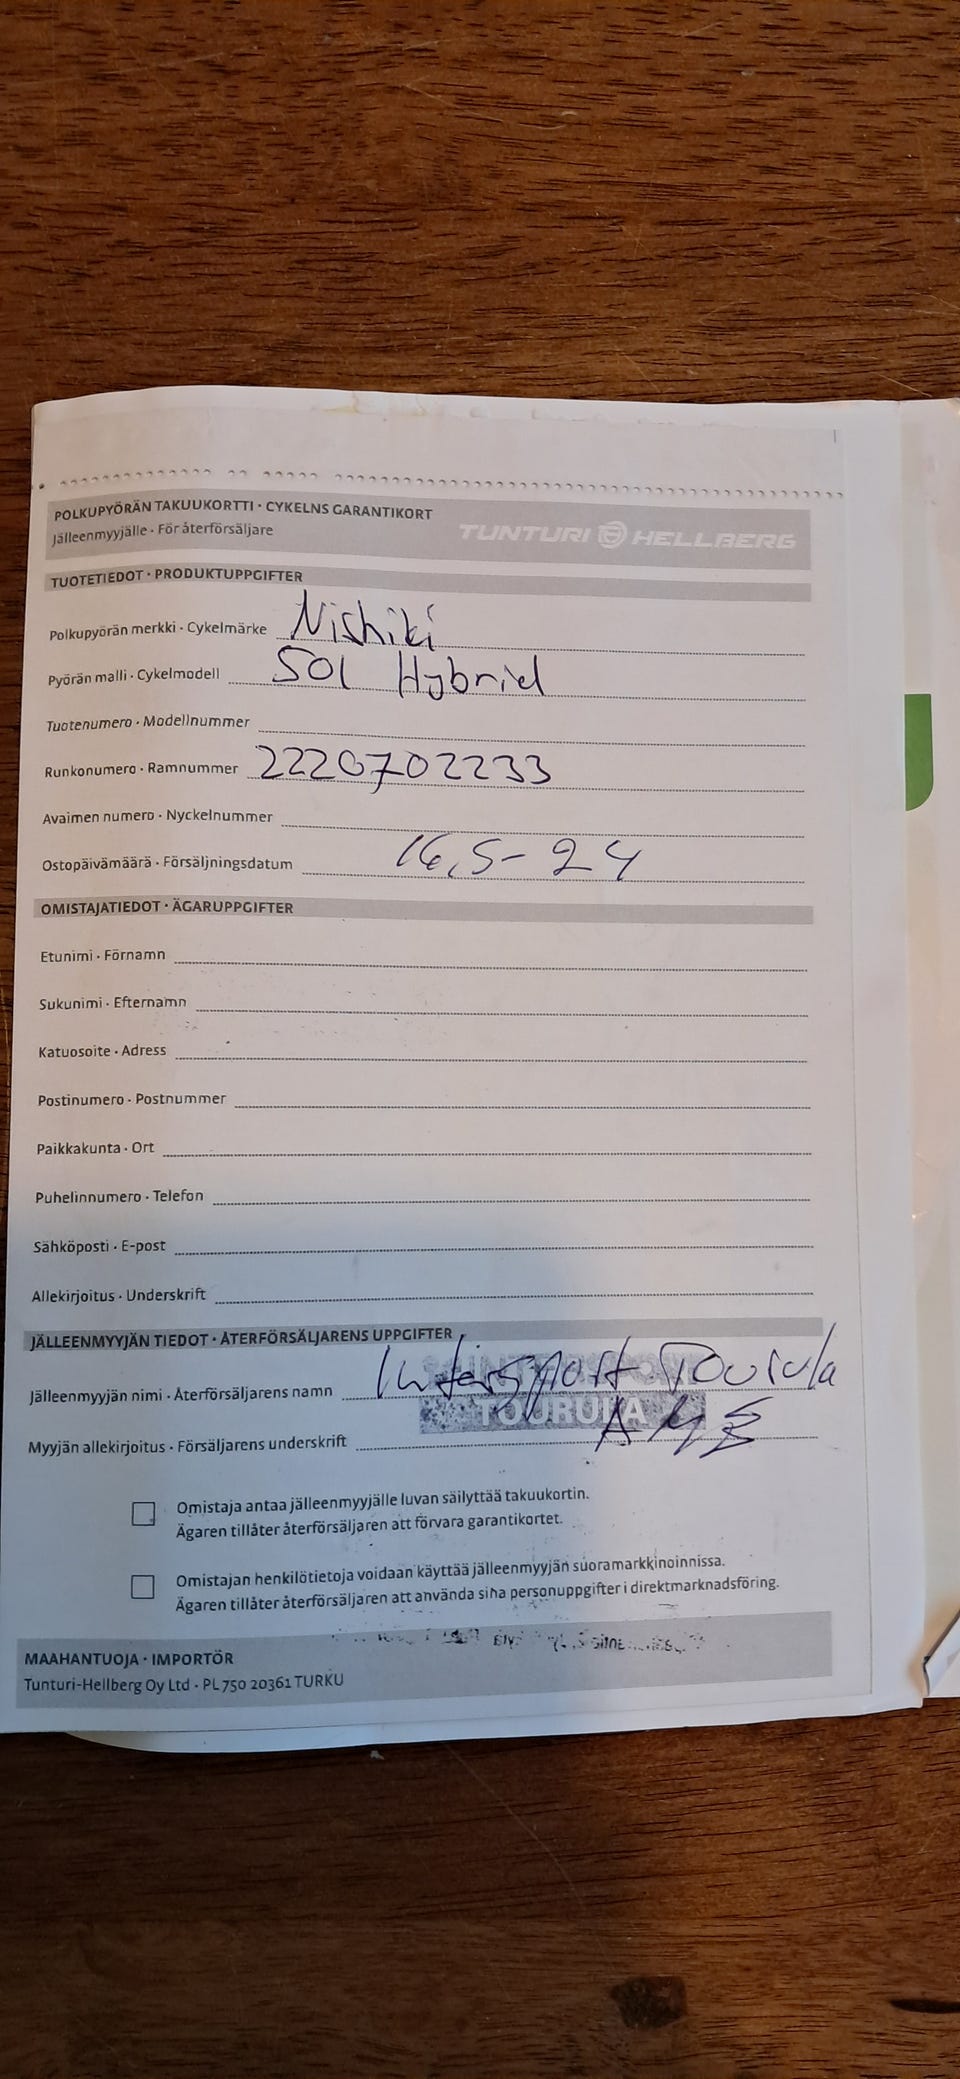 POLKUPYÖRÄN TAKUUKORTTI · CYKELNS GARANTIKORT
Jälleenmyyjälle · För återförsäljare
TUNTURI HELLBERG
TUOTETIEDOT · PRODUKTUPPGIFTER
Polkupyörän merkki · Cykelmärke Nishiki
Pyörän malli · Cykelmodell 501 Hybrid
Tuotenumero · Modellnummer
Runkonumero · Ramnummer 2220702233
Avaimen numero · Nyckelnummer
Ostopäivämäärä · Försäljningsdatum 16,5-24
OMISTAJATIEDOT · ÄGARUPPGIFTER
Etunimi · Förnamn
Sukunimi · Efternamn
Katuosoite · Adress
Postinumero · Postnummer
Paikkakunta · Ort
Puhelinnumero · Telefon
Sähköposti · E-post
Allekirjoitus · Underskrift
JÄLLEENMYYJÄN TIEDOT · ÅTERFÖRSÄLJARENS UPPGIFTER
Jälleenmyyjän nimi · Återförsäljarens namn Intersport Tourula
TOURULA
Myyjän allekirjoitus · Försäljarens underskrift
Omistaja antaa jälleenmyyjälle luvan säilyttää takuukortin.
Ägaren tillåter återförsäljaren att förvara garantikortet.
Omistajan henkilötietoja voidaan käyttää jälleenmyyjän suoramarkkinoinnissa.
Ägaren tillåter återförsäljaren att använda sina personuppgifter i direktmarknadsföring.
MAAHANTUOJA · IMPORTÖR
Tunturi-Hellberg Oy Ltd · PL 750 20361 TURKU